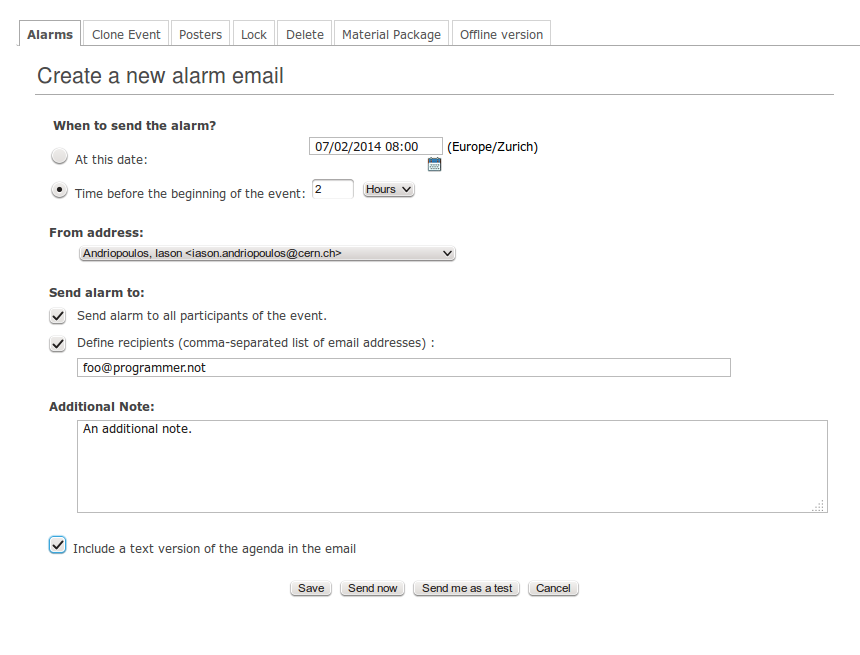 Alarms Clone Event Posters Lock Delete Material Package Offline version
Create a new alarm email
When to send the alarm?
At this date: 07/02/2014 08:00 (Europe/Zurich)
Time before the beginning of the event: 2 Hours
From address:
Andriopoulos, Iason <iason.andriopoulos@cern.ch>
Send alarm to:
Send alarm to all participants of the event.
Define recipients (comma-separated list of email addresses) :
foo@programmer.not
Additional Note:
An additional note.
Include a text version of the agenda in the email
Save Send now Send me as a test Cancel